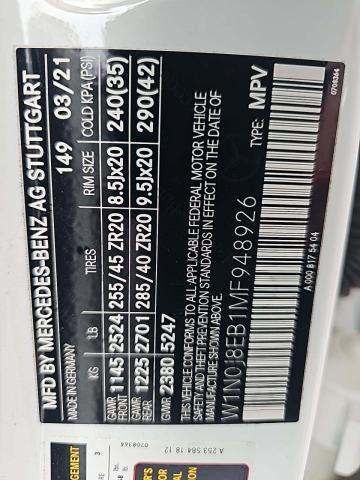 MFD BY MERCEDES-BENZ AG STUTTGART
MADE IN GERMANY 149 03/21
KG LB TIRES RIM SIZE COLD KPA(PSI)
GAWR FRONT 1145 2524 255/45 ZR20 8.5Jx20 240(35)
GAWR REAR 1225 2701 285/40 ZR20 9.5Jx20 290(42)
GVWR 2380 5247
THIS VEHICLE CONFORMS TO ALL APPLICABLE FEDERAL MOTOR VEHICLE
SAFETY AND THEFT PREVENTION STANDARDS IN EFFECT ON THE DATE OF
MANUFACTURE SHOWN ABOVE.
W1N0J8EB1MF948926 TYPE: MPV
A 000 817 54 04
0708364
A 253 584 18 12
0708364